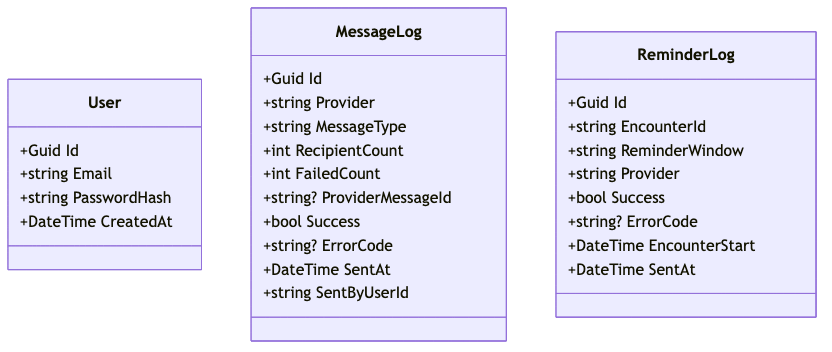 User
+Guid Id
+string Email
+string PasswordHash
+DateTime CreatedAt
MessageLog
+Guid Id
+string Provider
+string MessageType
+int RecipientCount
+int FailedCount
+string? ProviderMessageId
+bool Success
+string? ErrorCode
+DateTime SentAt
+string SentByUserId
ReminderLog
+Guid Id
+string EncounterId
+string ReminderWindow
+string Provider
+bool Success
+string? ErrorCode
+DateTime EncounterStart
+DateTime SentAt